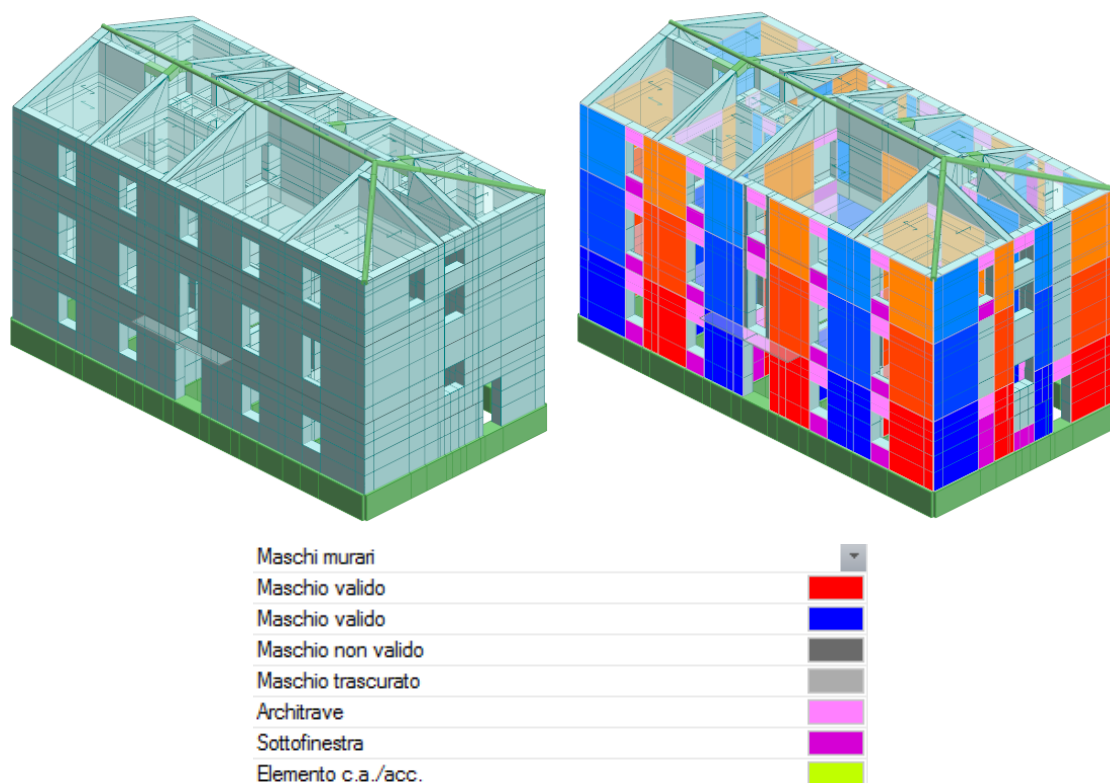 Maschi murari
Maschio valido
Maschio valido
Maschio non valido
Maschio trascurato
Architrave
Sottofinestra
Elemento c.a./acc.